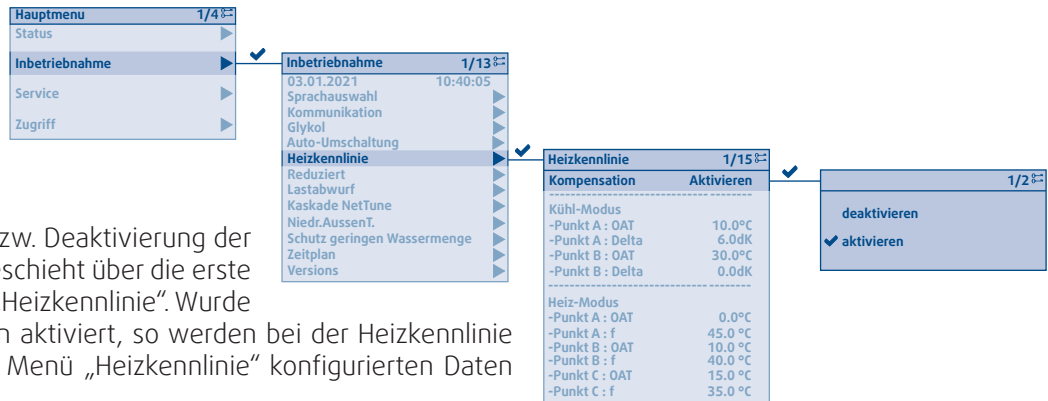 Hauptmenu 1/4
Status
Inbetriebnahme
Service
Zugriff
Inbetriebnahme 1/13
03.01.2021 10:40:05
Sprachauswahl
Kommunikation
Glykol
Auto-Umschaltung
Heizkennlinie
Reduziert
Lastabwurf
Kaskade NetTune
Niedr.AussenT.
Schutz geringen Wassermenge
Zeitplan
Versions
Heizkennlinie 1/15
Kompensation Aktivieren
--------------------------------
Kühl-Modus
-Punkt A : OAT 10.0°C
-Punkt A : Delta 6.0dK
-Punkt B : OAT 30.0°C
-Punkt B : Delta 0.0dK
--------------------------------
Heiz-Modus
-Punkt A : OAT 0.0°C
-Punkt A : f 45.0 °C
-Punkt B : OAT 10.0 °C
-Punkt B : f 40.0 °C
-Punkt C : OAT 15.0 °C
-Punkt C : f 35.0 °C
1/2
deaktivieren
aktivieren
zw. Deaktivierung der
eschieht über die erste
„Heizkennlinie“. Wurde
n aktiviert, so werden bei der Heizkennlinie
Menü „Heizkennlinie“ konfigurierten Daten